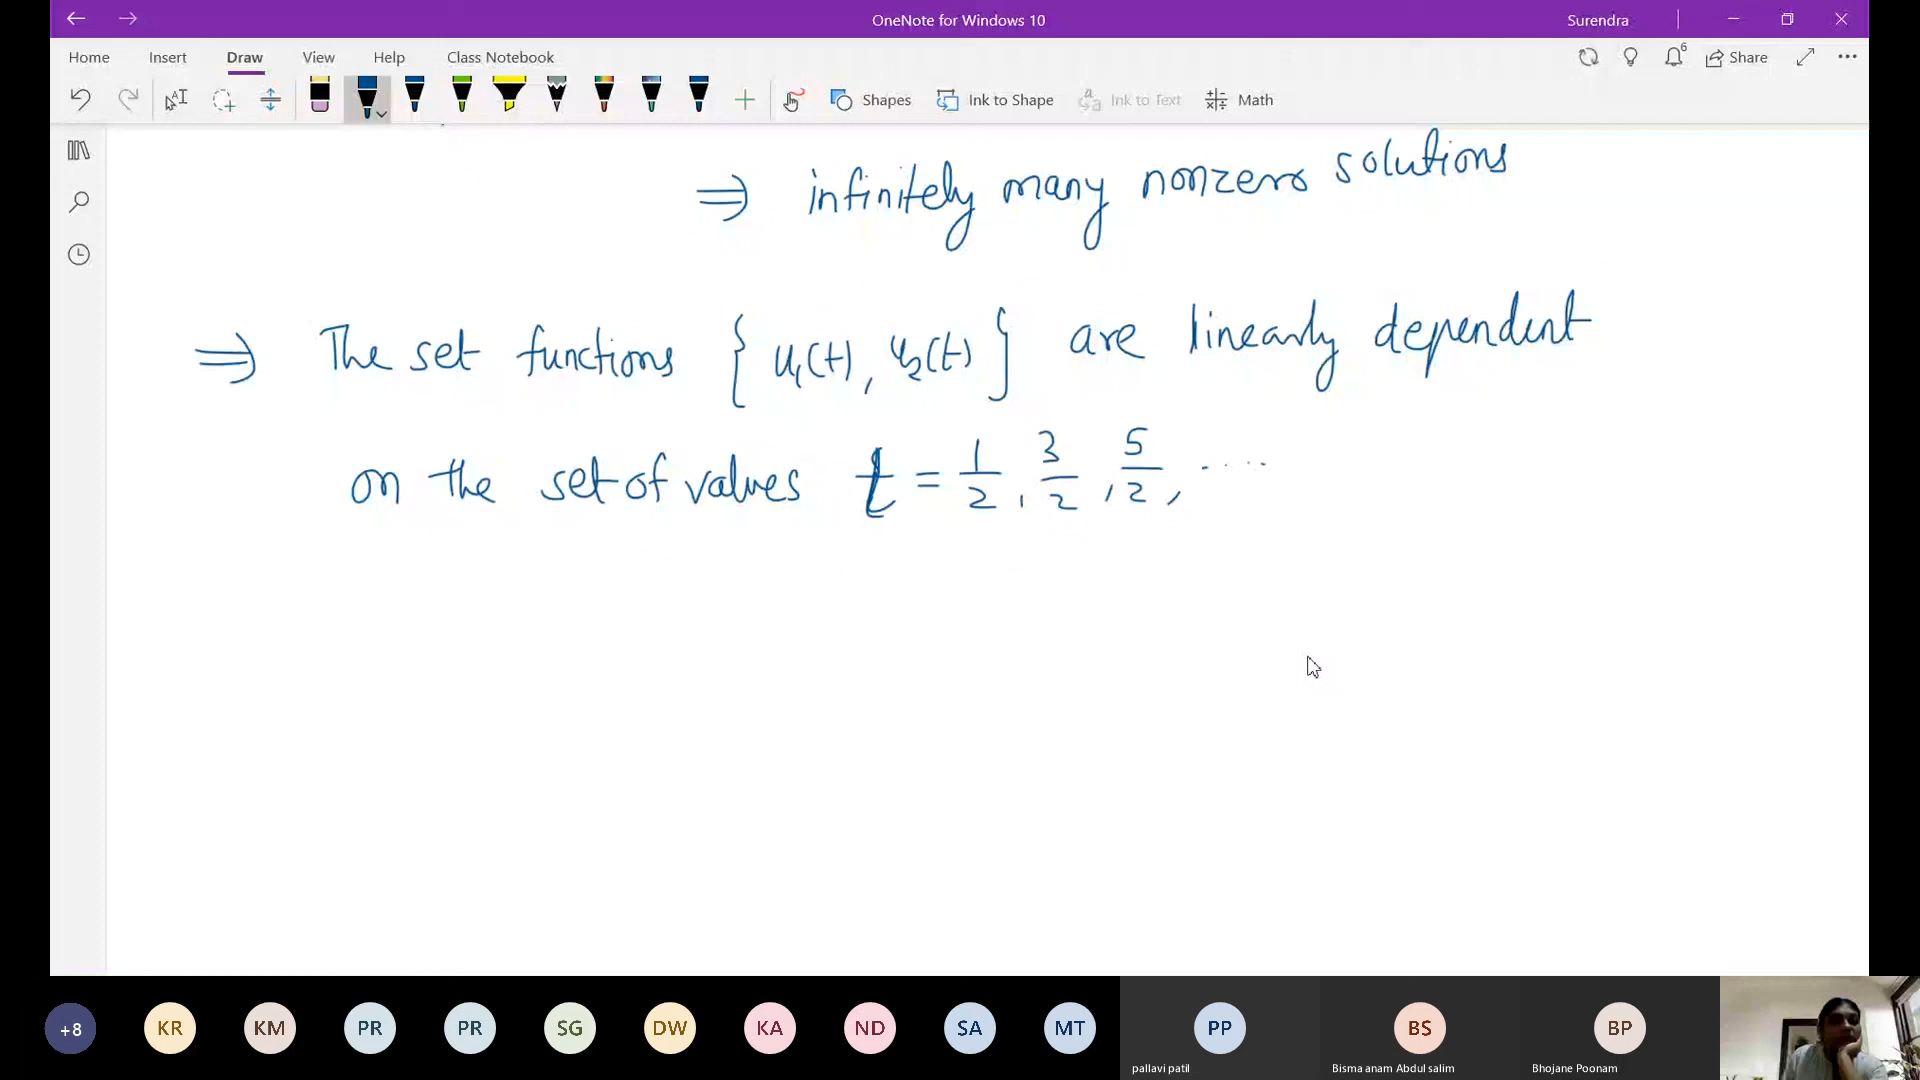 OneNote for Windows 10
Surendra
Home Insert Draw View Help Class Notebook
6
Share
Shapes Ink to Shape Ink to Text Math
⇒ infinitely many nonzero solutions
⇒ The set functions { u₁(t), u₂(t) } are linearly dependent
on the set of values t = 1/2, 3/2, 5/2, .....
+8 KR KM PR PR SG DW KA ND SA MT PP BS BP
pallavi patil Bisma anam Abdul salim Bhojane Poonam